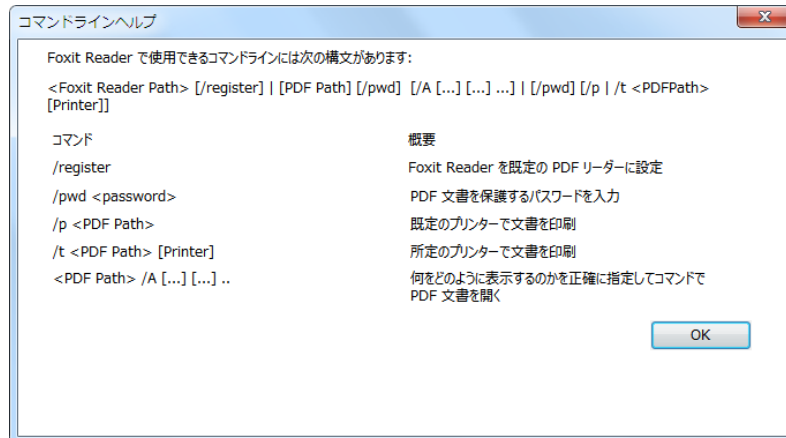 コマンドラインヘルプ
Foxit Reader で使用できるコマンドラインには次の構文があります:
<Foxit Reader Path> [/register] | [PDF Path] [/pwd] [/A [...] [...] ...] | [/pwd] [/p | /t <PDFPath>
[Printer]]
コマンド 概要
/register Foxit Reader を既定の PDF リーダーに設定
/pwd <password> PDF 文書を保護するパスワードを入力
/p <PDF Path> 既定のプリンターで文書を印刷
/t <PDF Path> [Printer] 所定のプリンターで文書を印刷
<PDF Path> /A [...] [...] .. 何をどのように表示するのかを正確に指定してコマンドで
PDF 文書を開く
OK